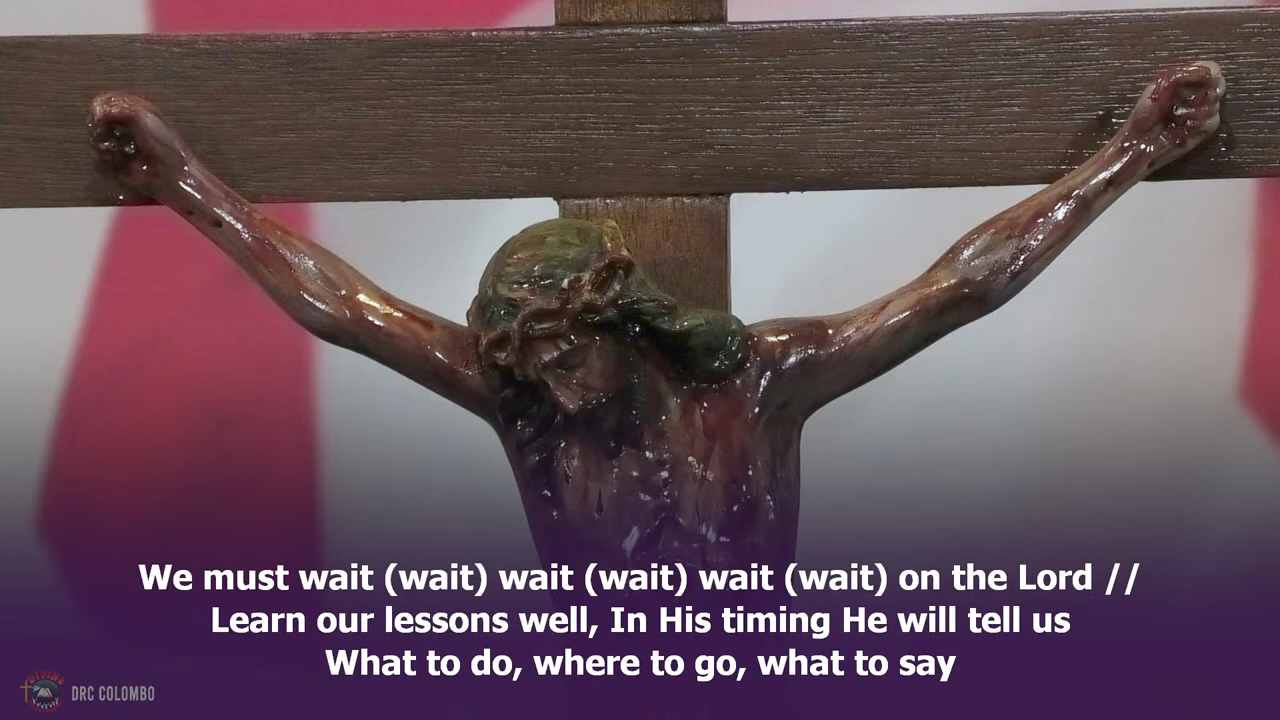 We must wait (wait) wait (wait) wait (wait) on the Lord //
Learn our lessons well, In His timing He will tell us
What to do, where to go, what to say
DIVINE
DRC COLOMBO